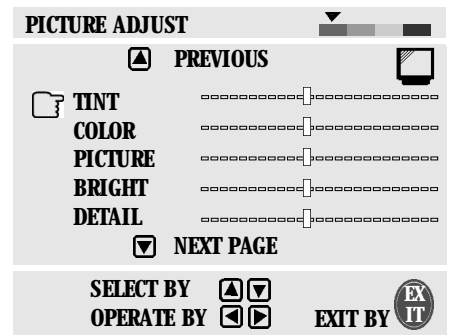 PICTURE ADJUST
PREVIOUS
TINT
COLOR
PICTURE
BRIGHT
DETAIL
NEXT PAGE
SELECT BY
OPERATE BY
EXIT BY
EX
IT